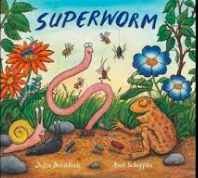 SUPERWORM
Julia Donaldson Axel Scheffler